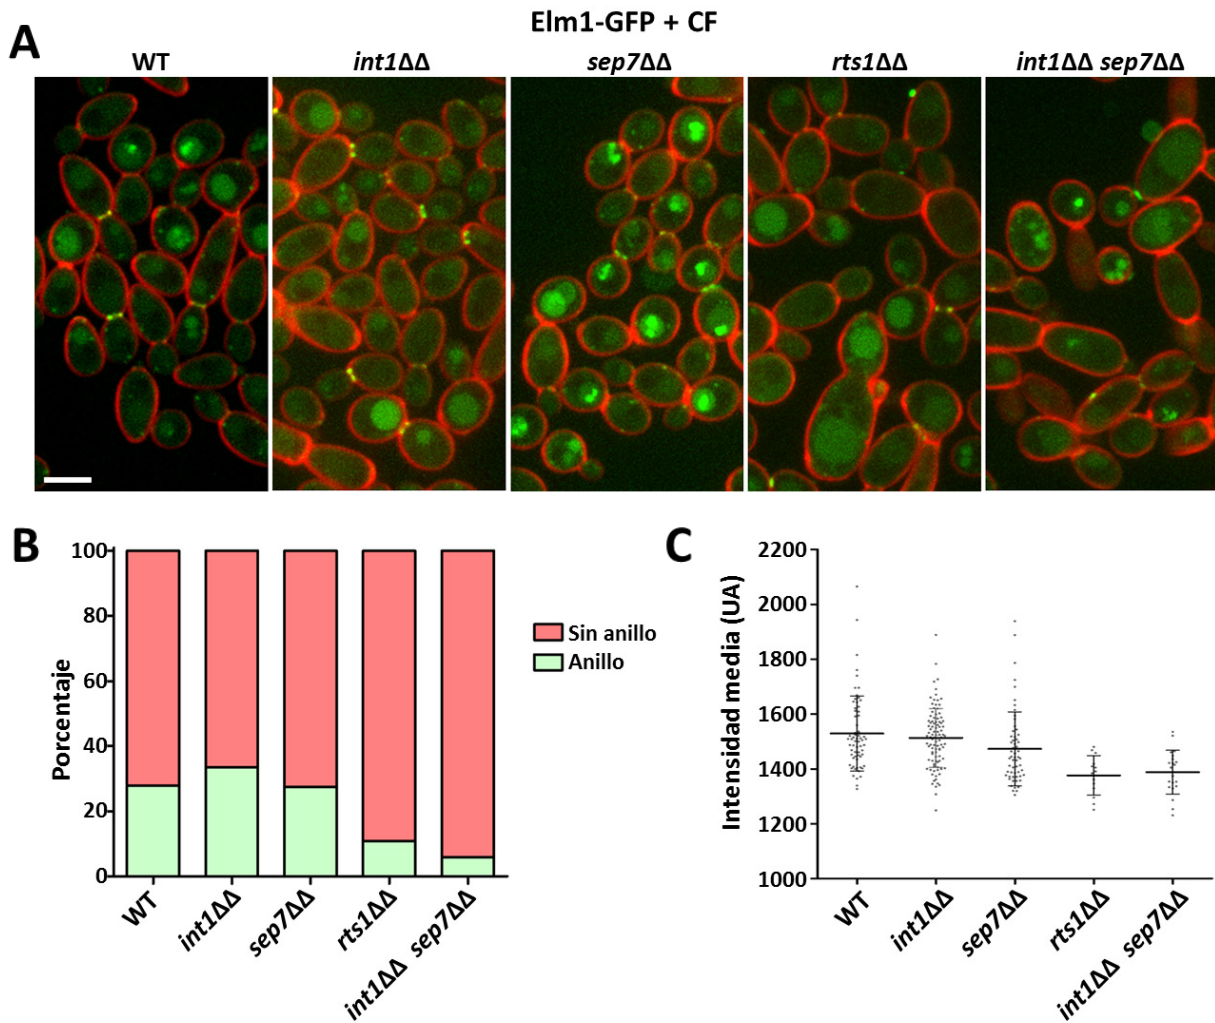 Elm1-GFP + CF
A
WT
int1ΔΔ
sep7ΔΔ
rts1ΔΔ
int1ΔΔ sep7ΔΔ
B
100
80
60
40
20
0
Porcentaje
WT
int1ΔΔ
sep7ΔΔ
rts1ΔΔ
int1ΔΔ sep7ΔΔ
Sin anillo
Anillo
C
2200
2000
1800
1600
1400
1200
1000
Intensidad media (UA)
WT
int1ΔΔ
sep7ΔΔ
rts1ΔΔ
int1ΔΔ sep7ΔΔ